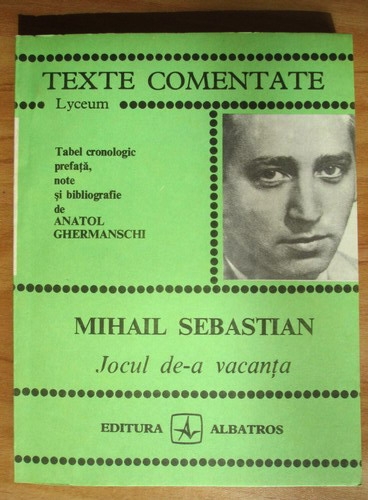 TEXTE COMENTATE
Lyceum
Tabel cronologic
prefață,
note
și bibliografie
de
ANATOL
GHERMANSCHI
MIHAIL SEBASTIAN
Jocul de-a vacanța
EDITURA ALBATROS